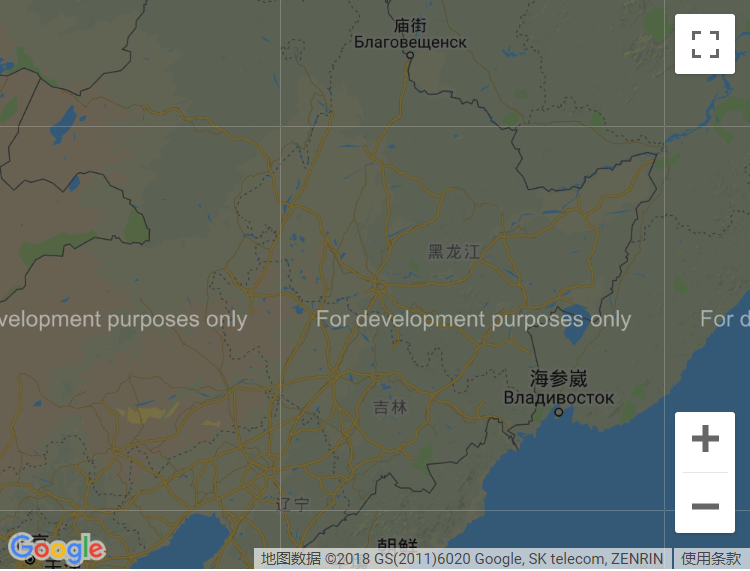 庙街
Благовещенск
黑龙江
velopment purposes only
For development purposes only
For d
海参崴
Владивосток
吉林
辽宁
朝鲜
Google
地图数据 ©2018 GS(2011)6020 Google, SK telecom, ZENRIN
使用条款